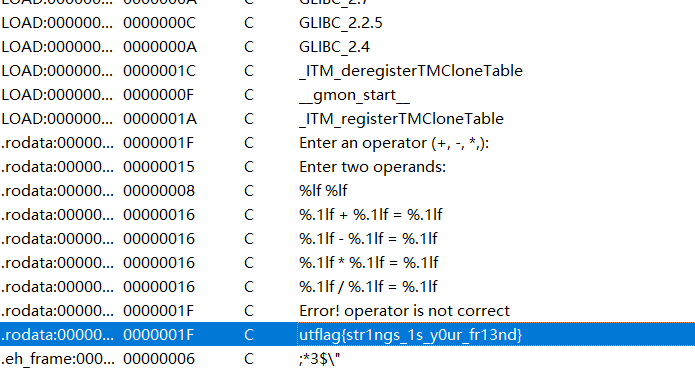 LOAD:000000... 0000000A C GLIBC_2.7
LOAD:000000... 0000000C C GLIBC_2.2.5
LOAD:000000... 0000000A C GLIBC_2.4
LOAD:000000... 0000001C C _ITM_deregisterTMCloneTable
LOAD:000000... 0000000F C __gmon_start__
LOAD:000000... 0000001A C _ITM_registerTMCloneTable
.rodata:00000... 0000001F C Enter an operator (+, -, *,):
.rodata:00000... 00000015 C Enter two operands:
.rodata:00000... 00000008 C %lf %lf
.rodata:00000... 00000016 C %.1lf + %.1lf = %.1lf
.rodata:00000... 00000016 C %.1lf - %.1lf = %.1lf
.rodata:00000... 00000016 C %.1lf * %.1lf = %.1lf
.rodata:00000... 00000016 C %.1lf / %.1lf = %.1lf
.rodata:00000... 0000001F C Error! operator is not correct
.rodata:00000... 0000001F C utflag{str1ngs_1s_y0ur_fr13nd}
.eh_frame:000... 00000006 C ;*3$\"